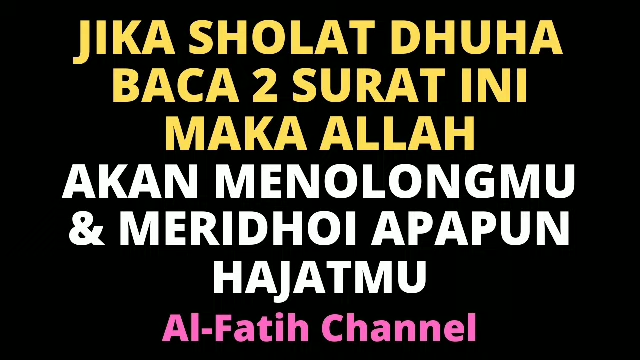 JIKA SHOLAT DHUHA
BACA 2 SURAT INI
MAKA ALLAH
AKAN MENOLONGMU
& MERIDHOI APAPUN
HAJATMU
Al-Fatih Channel